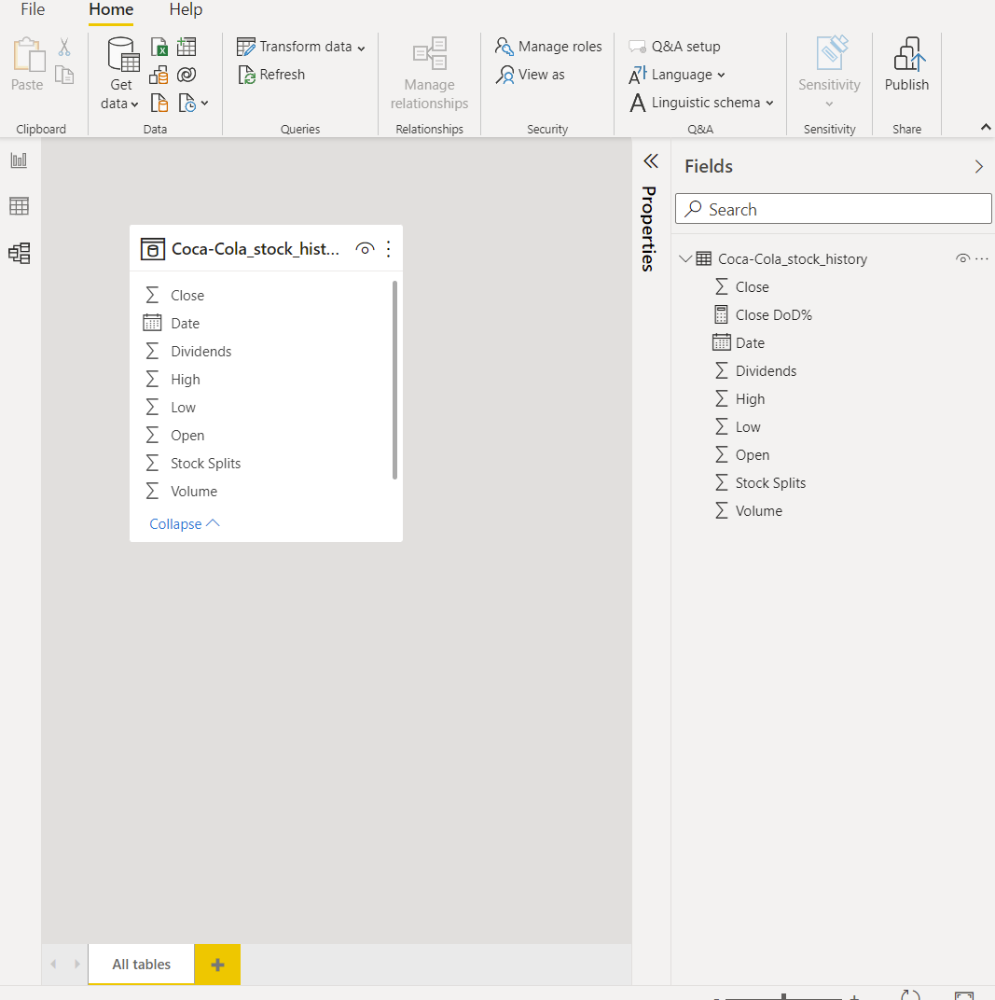 File Home Help
Paste
Clipboard
Get
data
Data
Transform data
Refresh
Queries
Manage
relationships
Relationships
Manage roles
View as
Security
Q&A setup
Language
Linguistic schema
Q&A
Sensitivity
Sensitivity
Publish
Share
Coca-Cola_stock_hist...
Close
Date
Dividends
High
Low
Open
Stock Splits
Volume
Collapse
Properties
Fields
Search
Coca-Cola_stock_history
Close
Close DoD%
Date
Dividends
High
Low
Open
Stock Splits
Volume
All tables